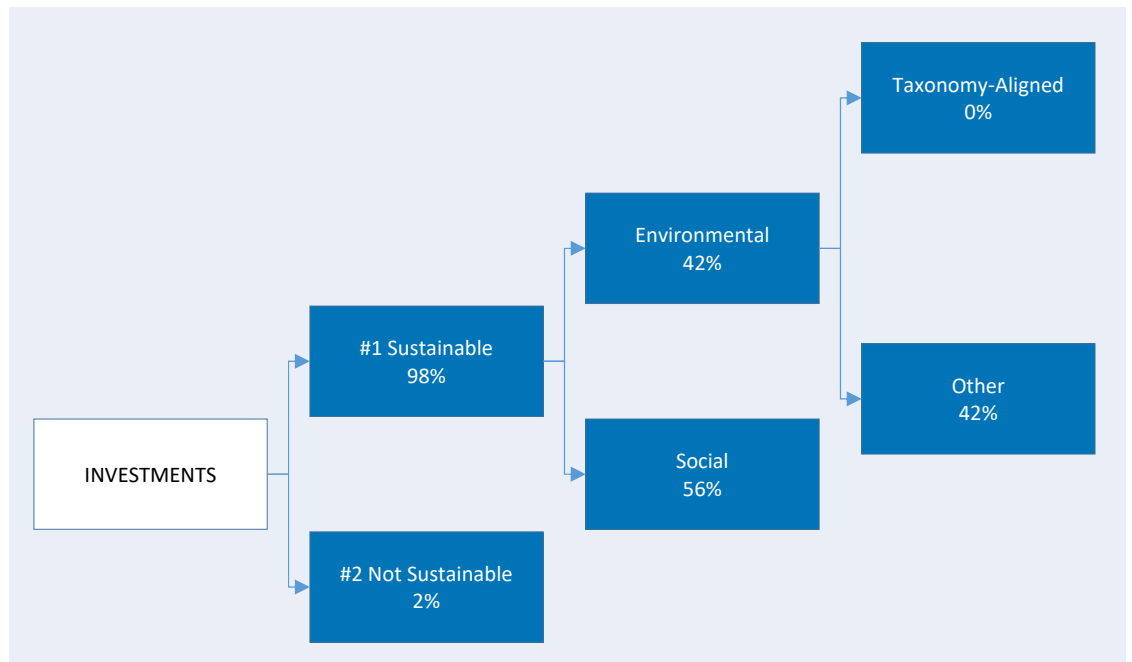 INVESTMENTS
#1 Sustainable
98%
#2 Not Sustainable
2%
Environmental
42%
Social
56%
Taxonomy-Aligned
0%
Other
42%